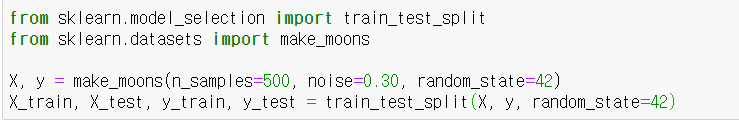 from sklearn.model_selection import train_test_split
from sklearn.datasets import make_moons
X, y = make_moons(n_samples=500, noise=0.30, random_state=42)
X_train, X_test, y_train, y_test = train_test_split(X, y, random_state=42)